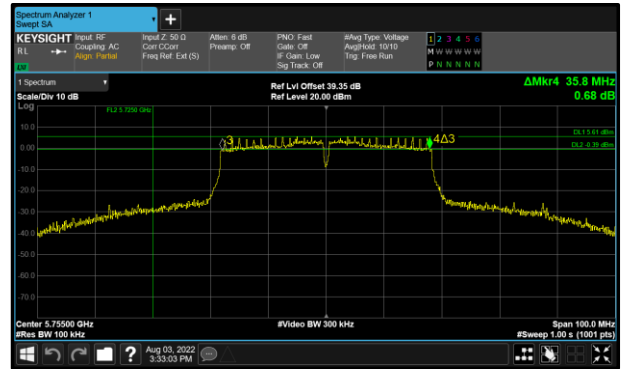 Spectrum Analyzer 1
Swept SA
KEYSIGHT
RL
Input: RF
Coupling: AC
Align: Partial
Input Z: 50 Ω
Corr CCorr
Freq Ref: Ext (S)
Atten: 6 dB
Preamp: Off
PNO: Fast
Gate: Off
IF Gain: Low
Sig Track: Off
#Avg Type: Voltage
Avg|Hold: 10/10
Trig: Free Run
1 2 3 4 5 6
M W W W W W
P N N N N N
LXI
1 Spectrum
Scale/Div 10 dB
Ref Lvl Offset 39.35 dB
Ref Level 20.00 dBm
ΔMkr4 35.8 MHz
0.68 dB
Log
FL2 5.7250 GHz
10.0
3
4Δ3
DL1 5.61 dBm
0.00
DL2 -0.39 dBm
-10.0
-20.0
-30.0
-40.0
-50.0
-60.0
-70.0
Center 5.75500 GHz
#Video BW 300 kHz
Span 100.0 MHz
#Res BW 100 kHz
#Sweep 1.00 s (1001 pts)
?
Aug 03, 2022
3:33:03 PM